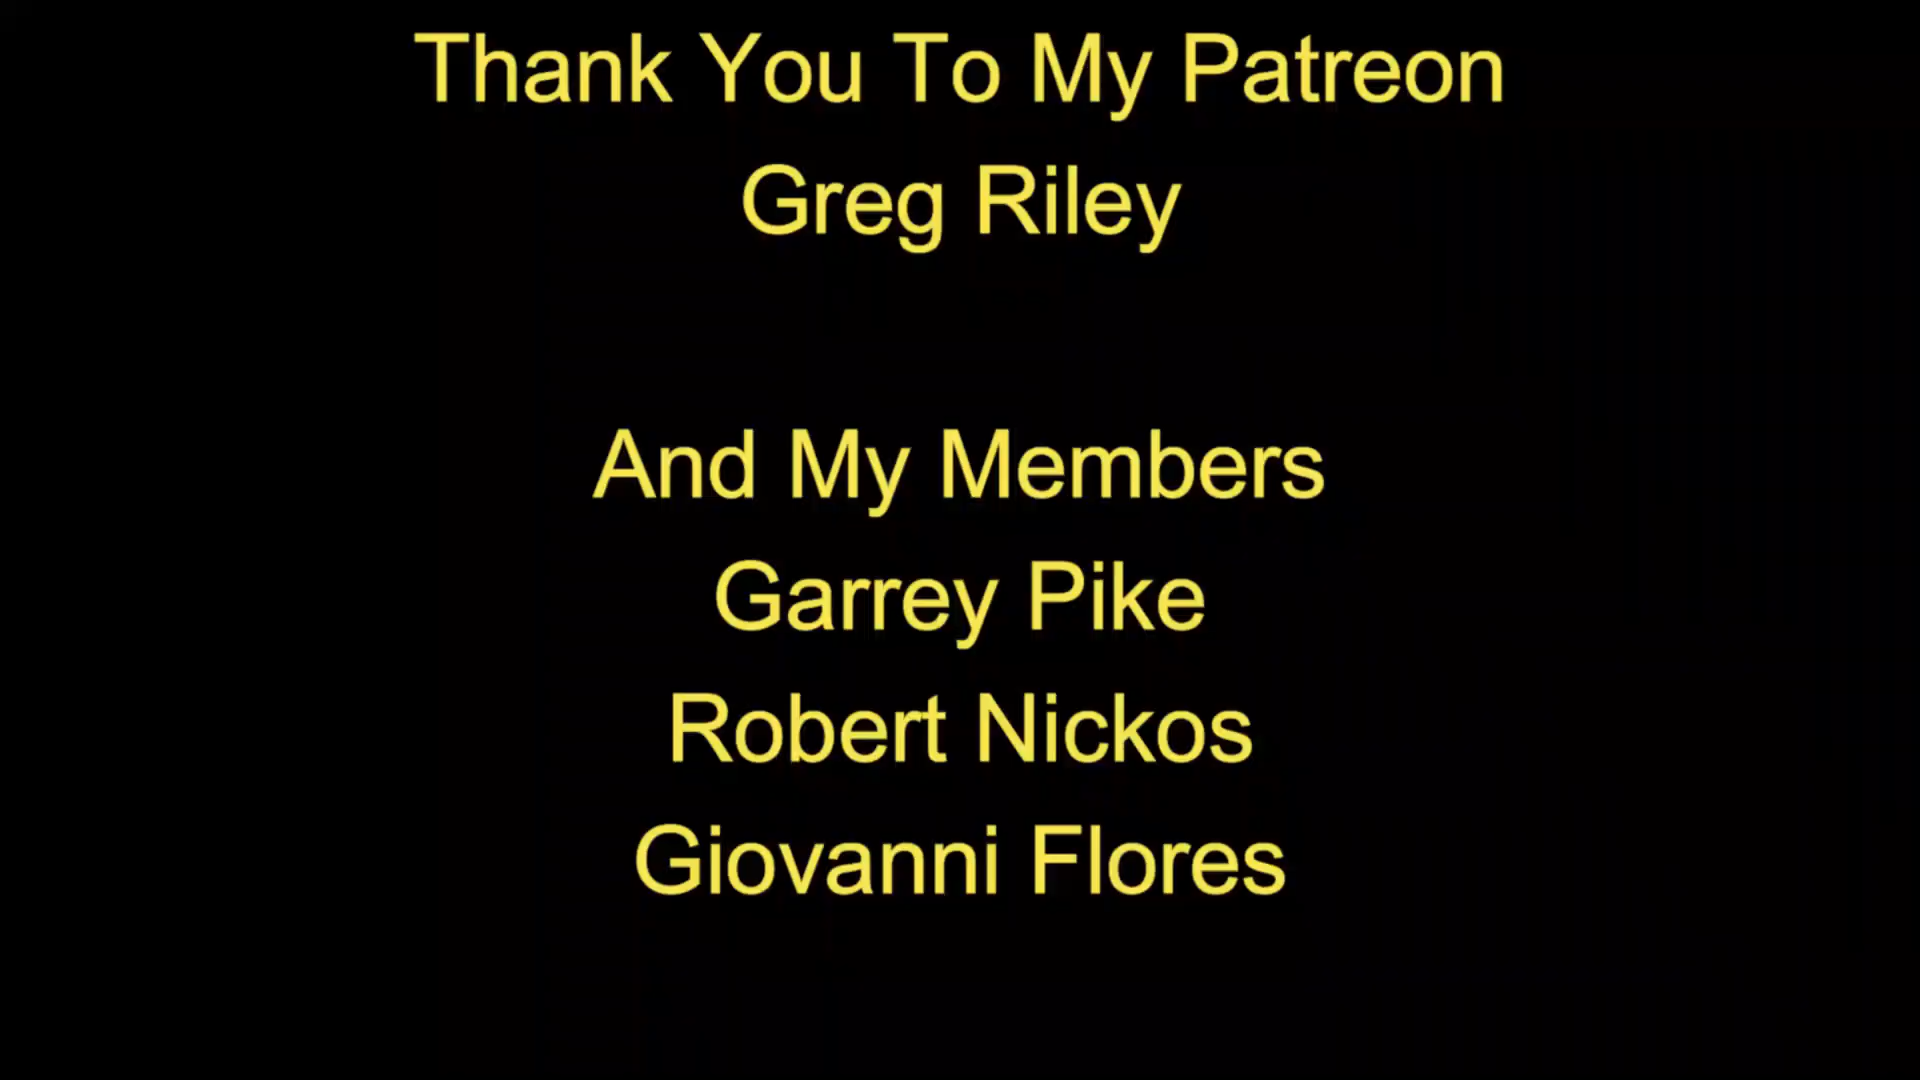 Thank You To My Patreon
Greg Riley
And My Members
Garrey Pike
Robert Nickos
Giovanni Flores